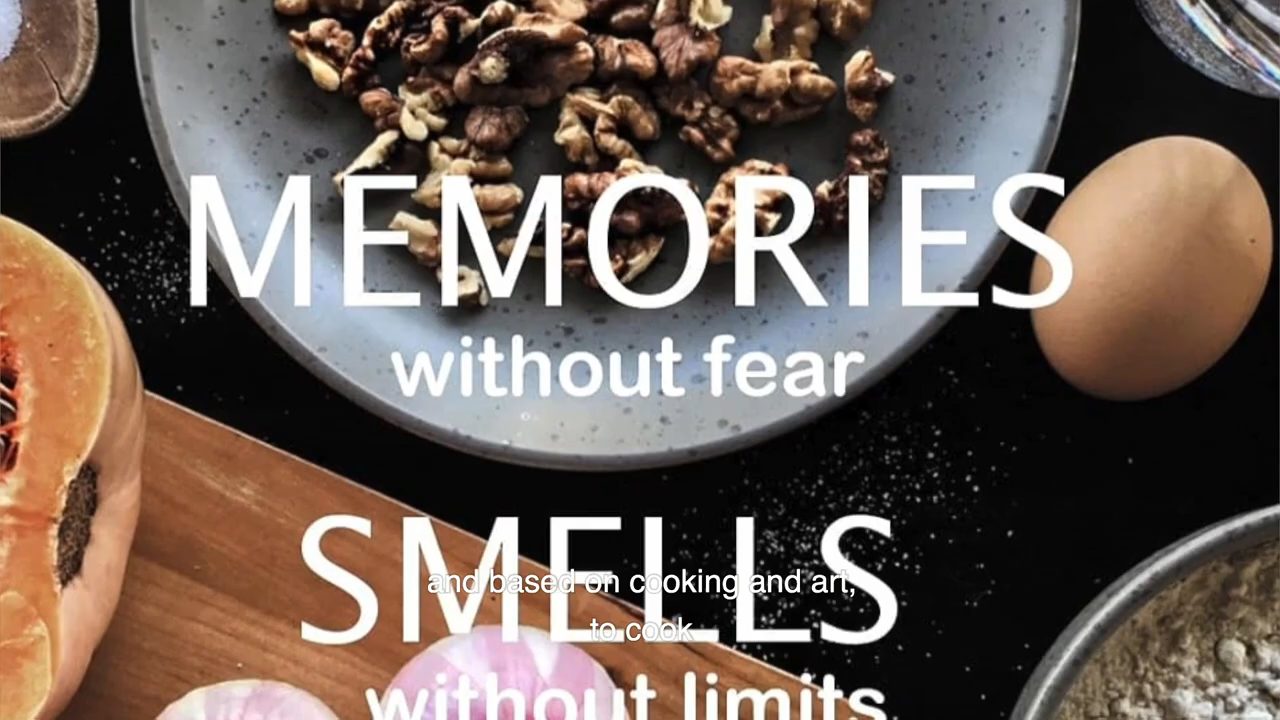 MEMORIES
without fear
SMELLS
and based on cooking and art,
to cook
without limits